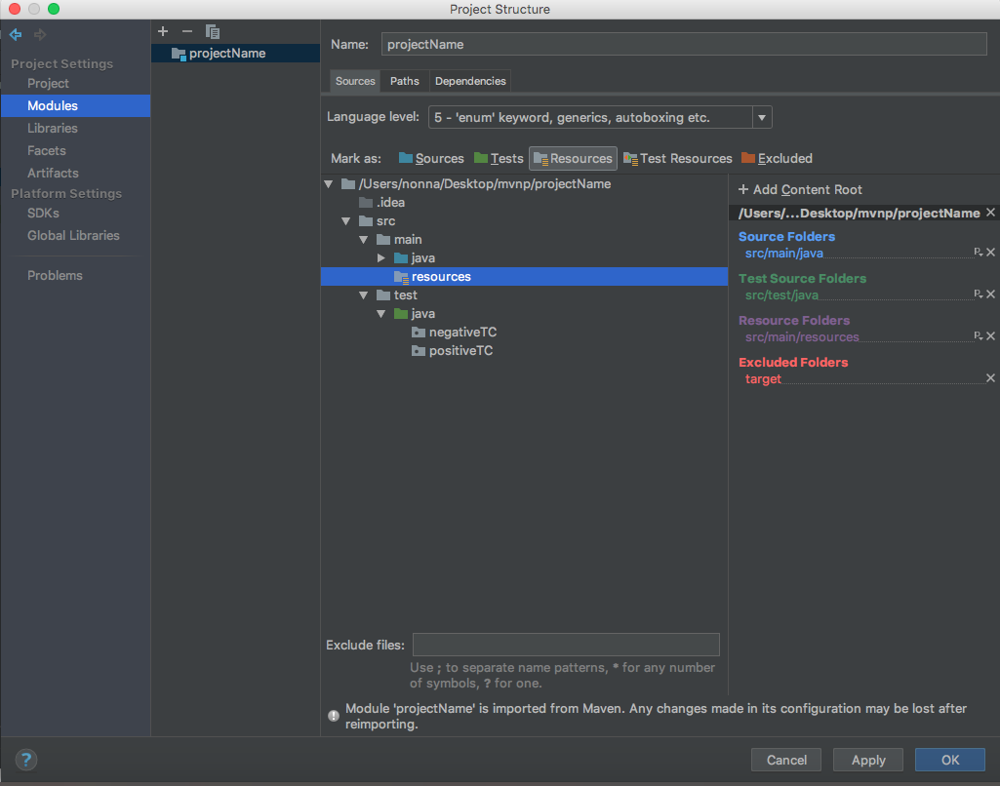 Project Structure
Project Settings
Project
Modules
Libraries
Facets
Artifacts
Platform Settings
SDKs
Global Libraries
Problems
projectName
Name: projectName
Sources Paths Dependencies
Language level: 5 - 'enum' keyword, generics, autoboxing etc.
Mark as: Sources Tests Resources Test Resources Excluded
/Users/nonna/Desktop/mvnp/projectName
.idea
src
main
java
resources
test
java
negativeTC
positiveTC
+ Add Content Root
/Users/...Desktop/mvnp/projectName
Source Folders
src/main/java
Test Source Folders
src/test/java
Resource Folders
src/main/resources
Excluded Folders
target
Exclude files:
Use ; to separate name patterns, * for any number
of symbols, ? for one.
Module 'projectName' is imported from Maven. Any changes made in its configuration may be lost after
reimporting.
? Cancel Apply OK